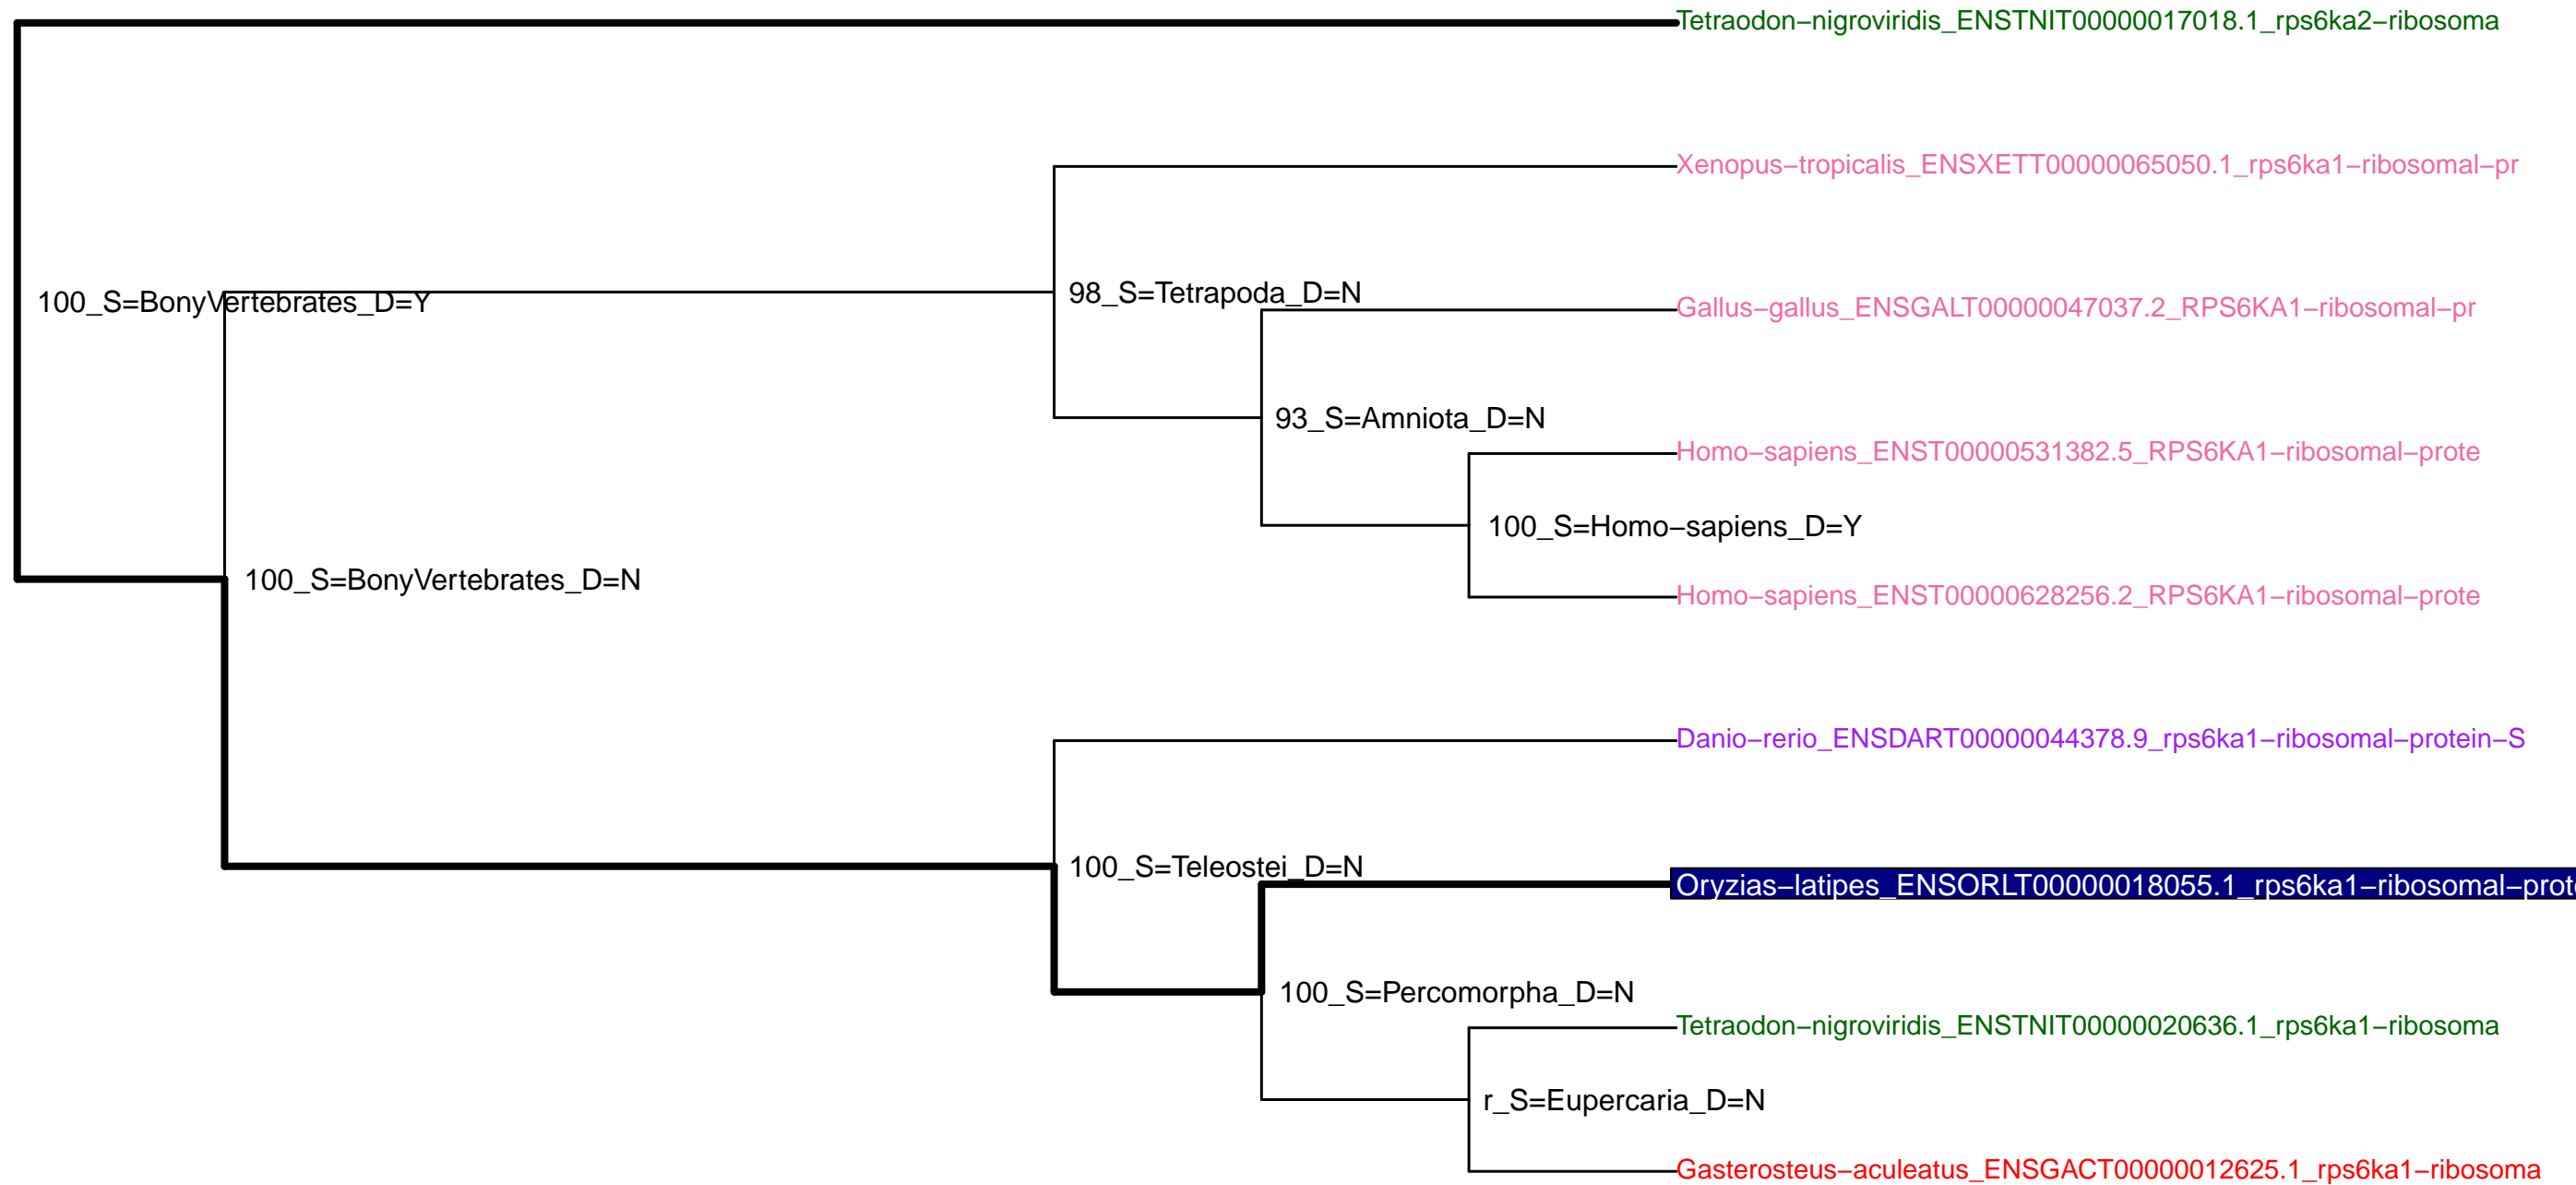 Tetraodon−nigroviridis_ENSTNIT00000017018.1_rps6ka2−ribosoma
Xenopus−tropicalis_ENSXETT00000065050.1_rps6ka1−ribosomal−pr
98_S=Tetrapoda_D=N
100_S=BonyVertebrates_D=Y
Gallus−gallus_ENSGALT00000047037.2_RPS6KA1−ribosomal−pr
93_S=Amniota_D=N
Homo−sapiens_ENST00000531382.5_RPS6KA1−ribosomal−prote
100_S=Homo−sapiens_D=Y
100_S=BonyVertebrates_D=N
Homo−sapiens_ENST00000628256.2_RPS6KA1−ribosomal−prote
Danio−rerio_ENSDART00000044378.9_rps6ka1−ribosomal−protein−S
100_S=Teleostei_D=N
Oryzias−latipes_ENSORLT00000018055.1_rps6ka1−ribosomal−prot
100_S=Percomorpha_D=N
Tetraodon−nigroviridis_ENSTNIT00000020636.1_rps6ka1−ribosoma
r_S=Eupercaria_D=N
Gasterosteus−aculeatus_ENSGACT00000012625.1_rps6ka1−ribosoma